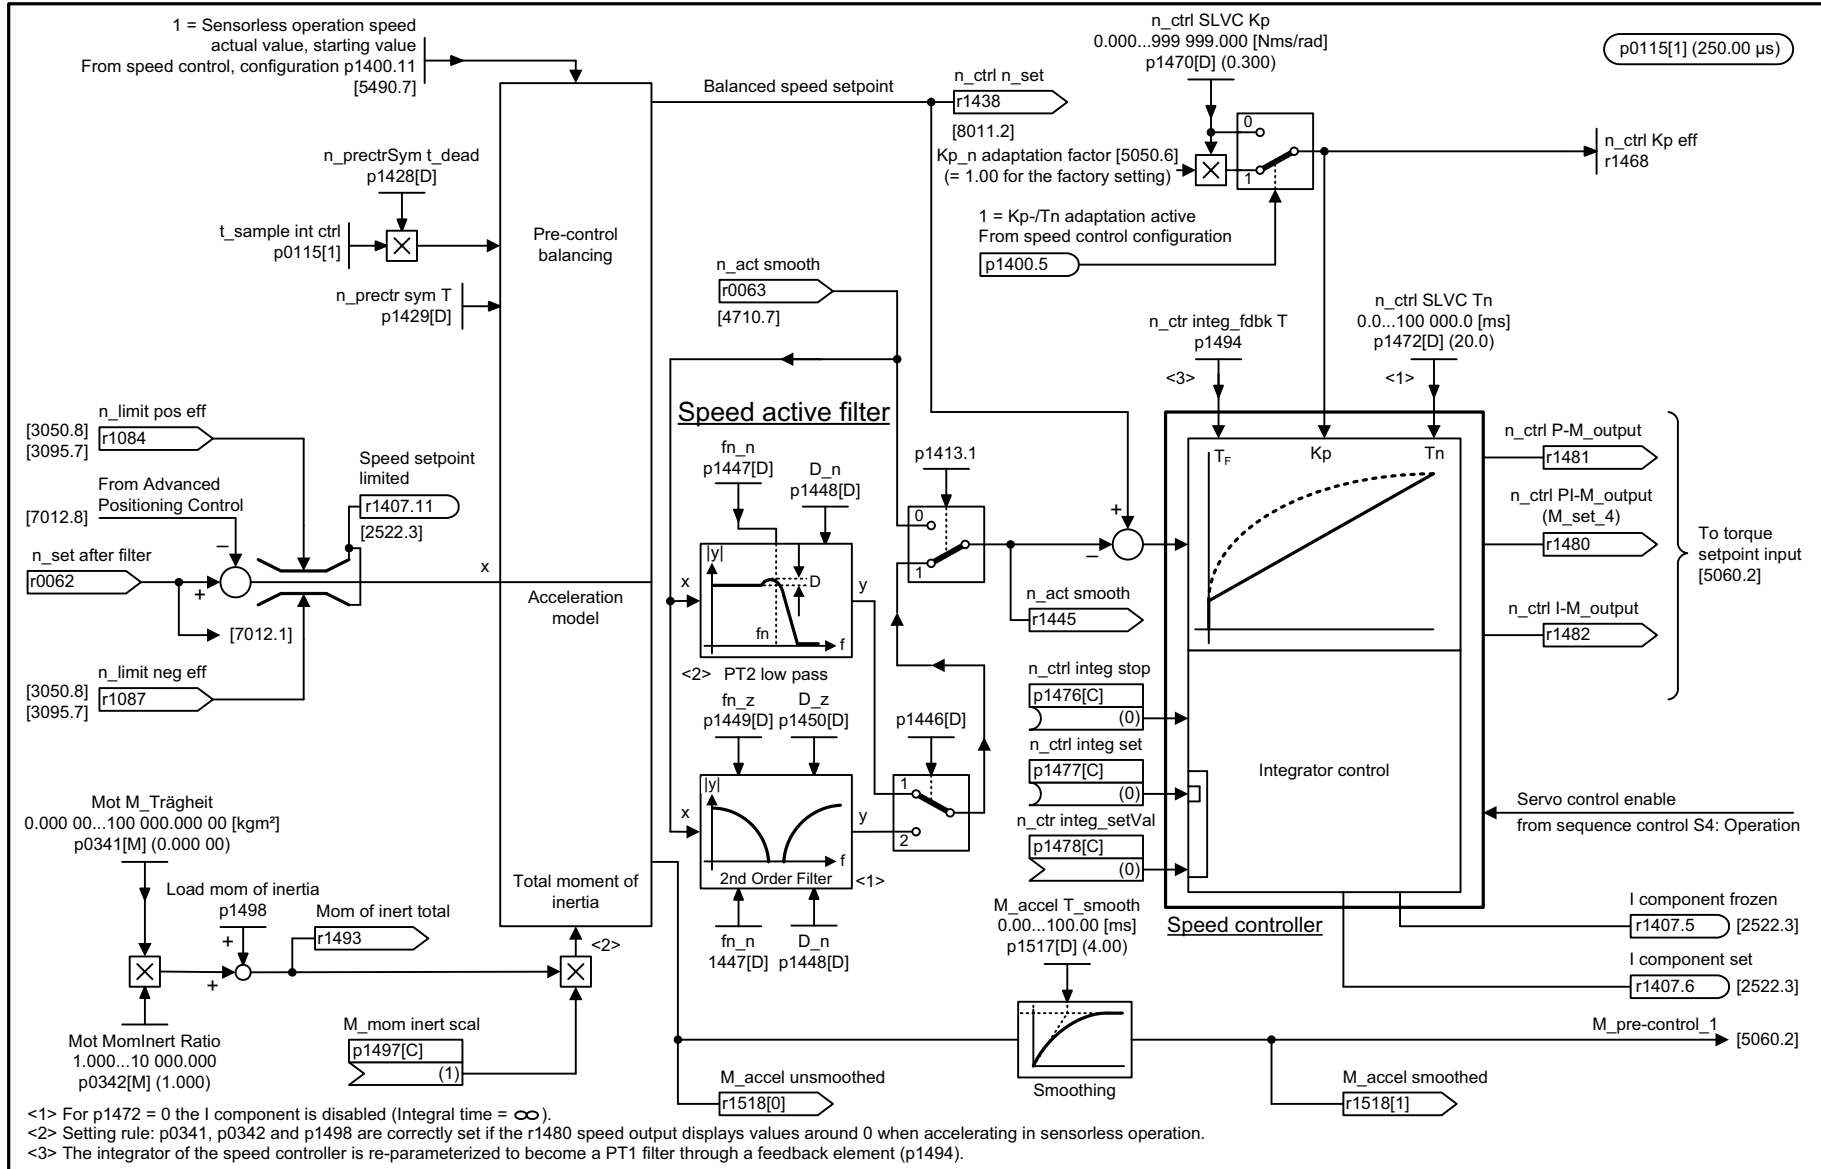 1 = Sensorless operation speed
actual value, starting value
From speed control, configuration p1400.11
[5490.7]
n_ctrl SLVC Kp
0.000...999 999.000 [Nms/rad]
p1470[D] (0.300)
p0115[1] (250.00 µs)
Balanced speed setpoint
n_ctrl n_set
r1438
[8011.2]
0
1
Kp_n adaptation factor [5050.6]
(= 1.00 for the factory setting)
n_ctrl Kp eff
r1468
1 = Kp-/Tn adaptation active
From speed control configuration
p1400.5
n_prectrSym t_dead
p1428[D]
t_sample int ctrl
p0115[1]
n_prectr sym T
p1429[D]
Pre-control
balancing
n_act smooth
r0063
[4710.7]
n_ctr integ_fdbk T
p1494
<3>
n_ctrl SLVC Tn
0.0...100 000.0 [ms]
p1472[D] (20.0)
<1>
n_limit pos eff
[3050.8]
r1084
[3095.7]
From Advanced
Positioning Control
[7012.8]
n_set after filter
r0062
[7012.1]
n_limit neg eff
[3050.8]
r1087
[3095.7]
Speed setpoint
limited
r1407.11
[2522.3]
–
+
x
Acceleration
model
Speed active filter
fn_n
p1447[D]
D_n
p1448[D]
|y|
x
D
y
fn
f
<2> PT2 low pass
p1413.1
0
1
+
–
n_act smooth
r1445
TF
Kp
Tn
n_ctrl P-M_output
r1481
n_ctrl PI-M_output
(M_set_4)
r1480
n_ctrl I-M_output
r1482
To torque
setpoint input
[5060.2]
fn_z
p1449[D]
D_z
p1450[D]
|y|
x
y
f
2nd Order Filter
<1>
fn_n
1447[D]
D_n
p1448[D]
p1446[D]
1
2
n_ctrl integ stop
p1476[C]
(0)
n_ctrl integ set
p1477[C]
(0)
n_ctr integ_setVal
p1478[C]
(0)
Integrator control
Servo control enable
from sequence control S4: Operation
Speed controller
I component frozen
r1407.5
[2522.3]
I component set
r1407.6
[2522.3]
Mot M_Trägheit
0.000 00...100 000.000 00 [kgm²]
p0341[M] (0.000 00)
Load mom of inertia
p1498
+
+
Mom of inert total
r1493
Total moment of
inertia
<2>
Mot MomInert Ratio
1.000...10 000.000
p0342[M] (1.000)
M_mom inert scal
p1497[C]
(1)
M_accel T_smooth
0.00...100.00 [ms]
p1517[D] (4.00)
Smoothing
M_pre-control_1
[5060.2]
M_accel unsmoothed
r1518[0]
M_accel smoothed
r1518[1]
<1> For p1472 = 0 the I component is disabled (Integral time = ∞).
<2> Setting rule: p0341, p0342 and p1498 are correctly set if the r1480 speed output displays values around 0 when accelerating in sensorless operation.
<3> The integrator of the speed controller is re-parameterized to become a PT1 filter through a feedback element (p1494).